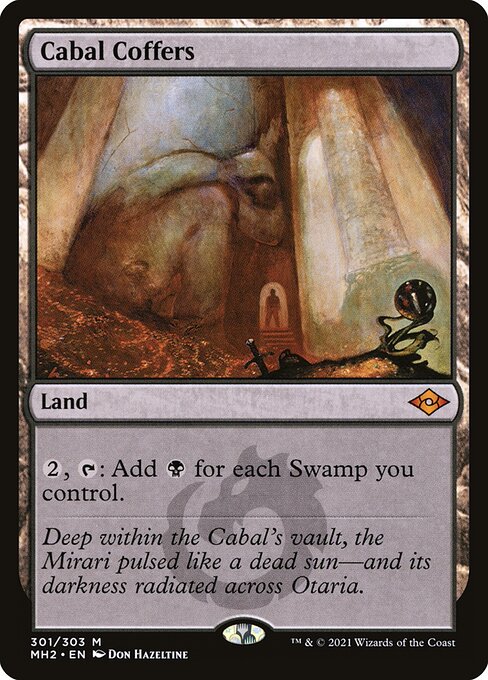 Cabal Coffers
Land
2, : Add for each Swamp you
control.
Deep within the Cabal's vault, the
Mirari pulsed like a dead sun—and its
darkness radiated across Otaria.
301/303 M
MH2 • EN Don Hazeltine
™ & © 2021 Wizards of the Coast